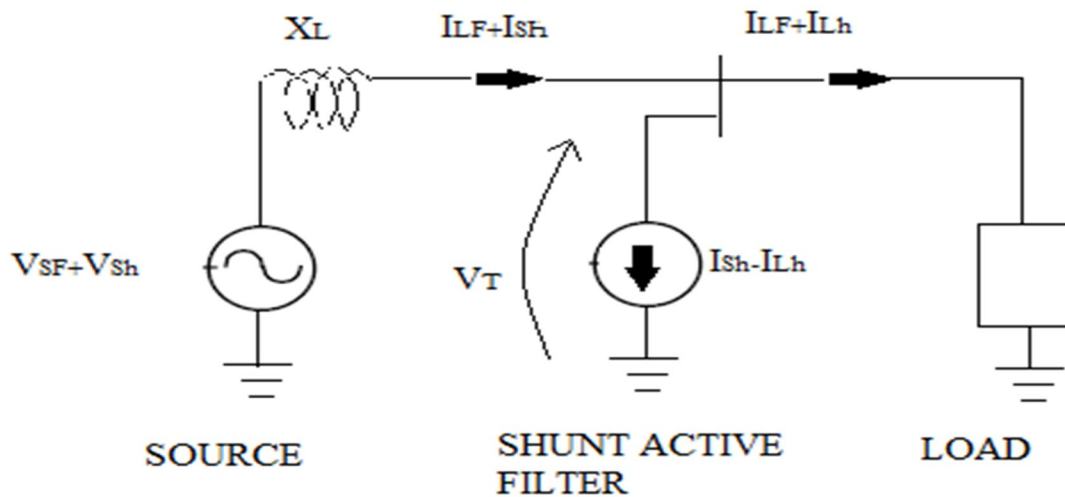 XL
ILF+ISh
ILF+ILh
VSF+VSh
VT
ISh-ILh
SOURCE
SHUNT ACTIVE
FILTER
LOAD